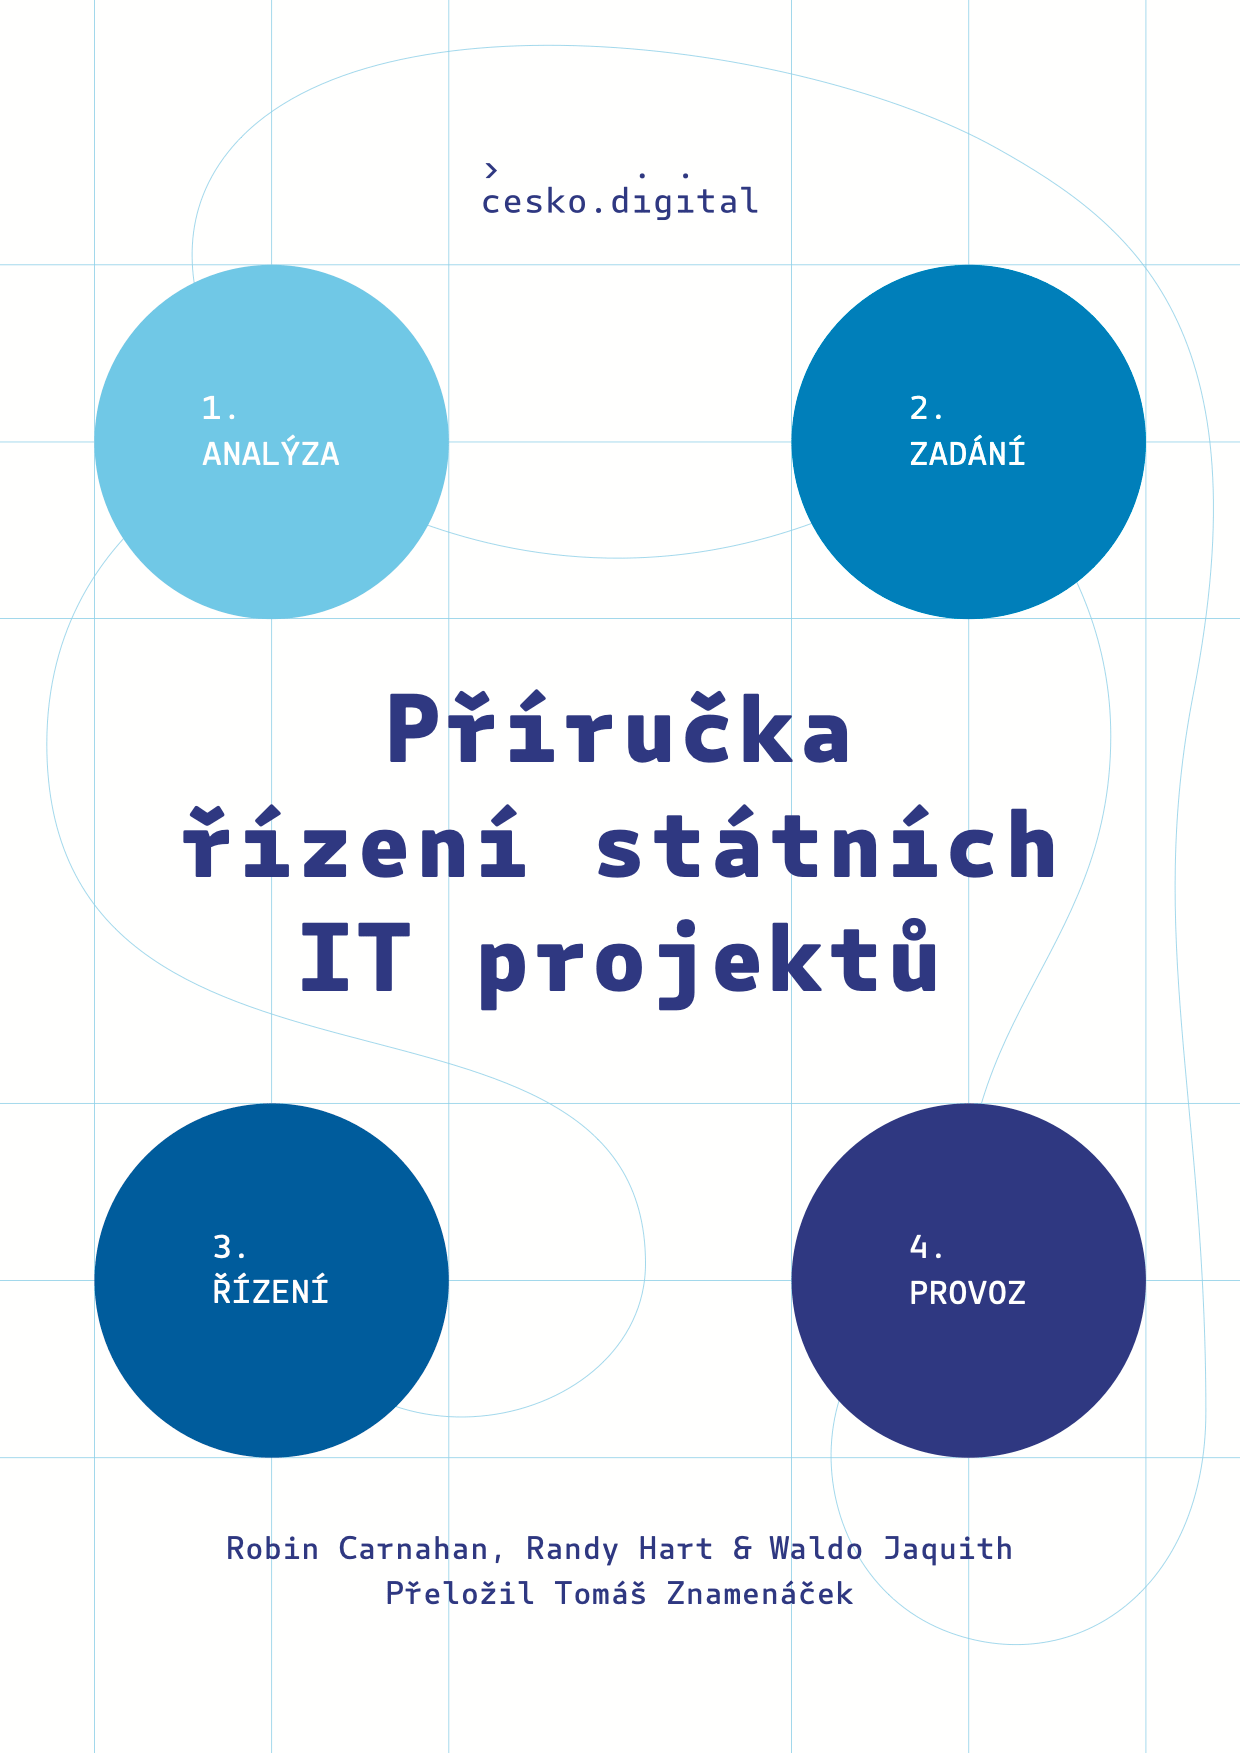 cesko.digital
1.
ANALÝZA
2.
ZADÁNÍ
Příručka
řízení státních
IT projektů
3.
ŘÍZENÍ
4.
PROVOZ
Robin Carnahan, Randy Hart & Waldo Jaquith
Přeložil Tomáš Znamenáček